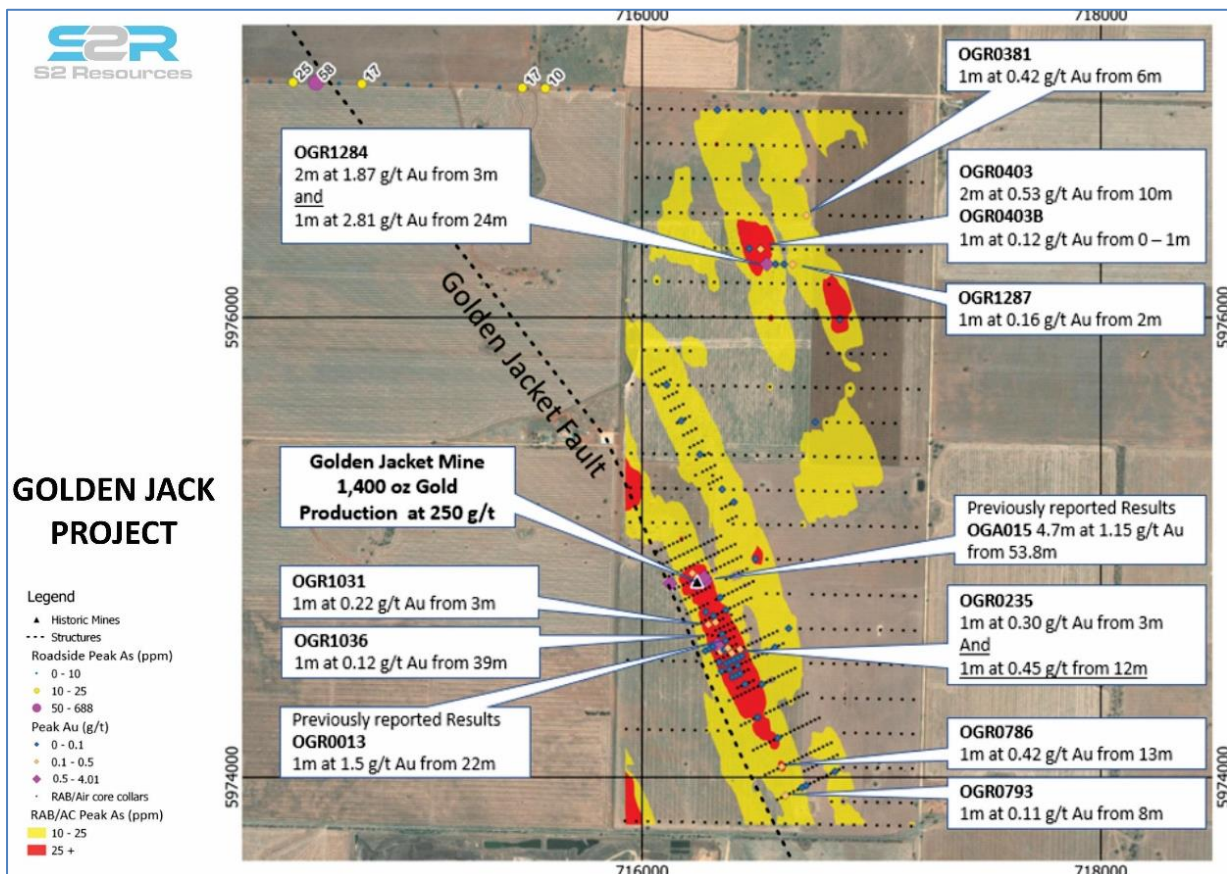 S2R
S2 Resources
GOLDEN JACK
PROJECT
Legend
Historic Mines
Structures
Roadside Peak As (ppm)
0 - 10
10 - 25
50 - 688
Peak Au (g/t)
0 - 0.1
0.1 - 0.5
0.5 - 4.01
RAB/Air core collars
RAB/AC Peak As (ppm)
10 - 25
25 +
716000
718000
25
58
17
17
10
OGR1284
2m at 1.87 g/t Au from 3m
and
1m at 2.81 g/t Au from 24m
OGR0381
1m at 0.42 g/t Au from 6m
OGR0403
2m at 0.53 g/t Au from 10m
OGR0403B
1m at 0.12 g/t Au from 0 – 1m
OGR1287
1m at 0.16 g/t Au from 2m
5976000
5976000
Golden Jacket Fault
Golden Jacket Mine
1,400 oz Gold
Production at 250 g/t
Previously reported Results
OGA015 4.7m at 1.15 g/t Au
from 53.8m
OGR1031
1m at 0.22 g/t Au from 3m
OGR1036
1m at 0.12 g/t Au from 39m
Previously reported Results
OGR0013
1m at 1.5 g/t Au from 22m
OGR0235
1m at 0.30 g/t Au from 3m
And
1m at 0.45 g/t from 12m
OGR0786
1m at 0.42 g/t Au from 13m
OGR0793
1m at 0.11 g/t Au from 8m
5974000
5974000
716000
718000